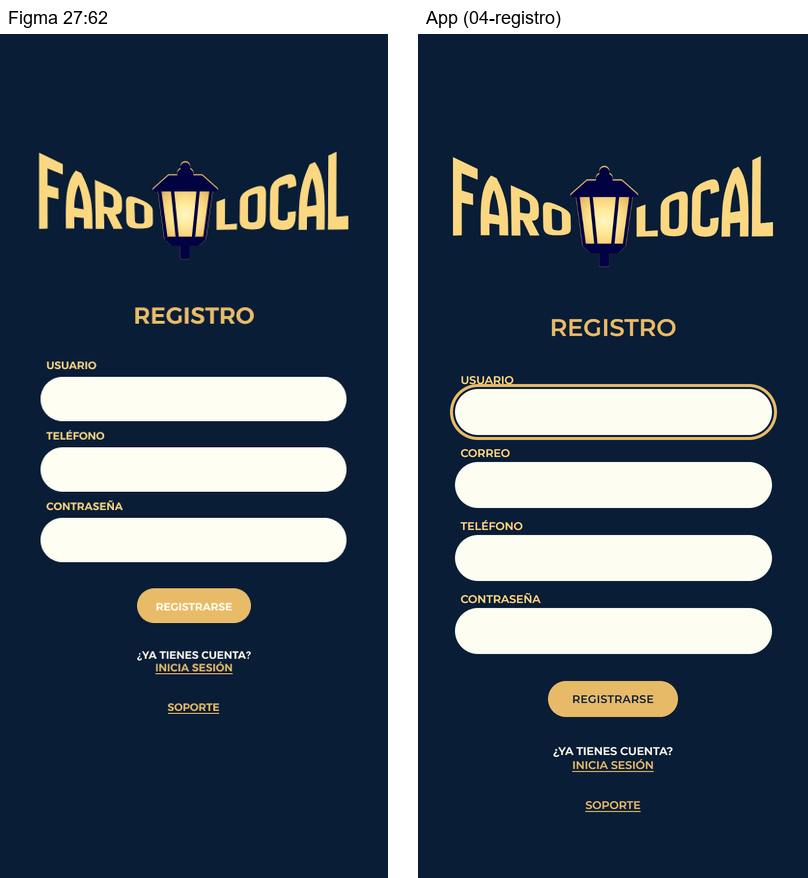 Figma 27:62
FARO LOCAL
REGISTRO
USUARIO
TELÉFONO
CONTRASEÑA
REGISTRARSE
¿YA TIENES CUENTA?
INICIA SESIÓN
SOPORTE
App (04-registro)
FARO LOCAL
REGISTRO
USUARIO
CORREO
TELÉFONO
CONTRASEÑA
REGISTRARSE
¿YA TIENES CUENTA?
INICIA SESIÓN
SOPORTE